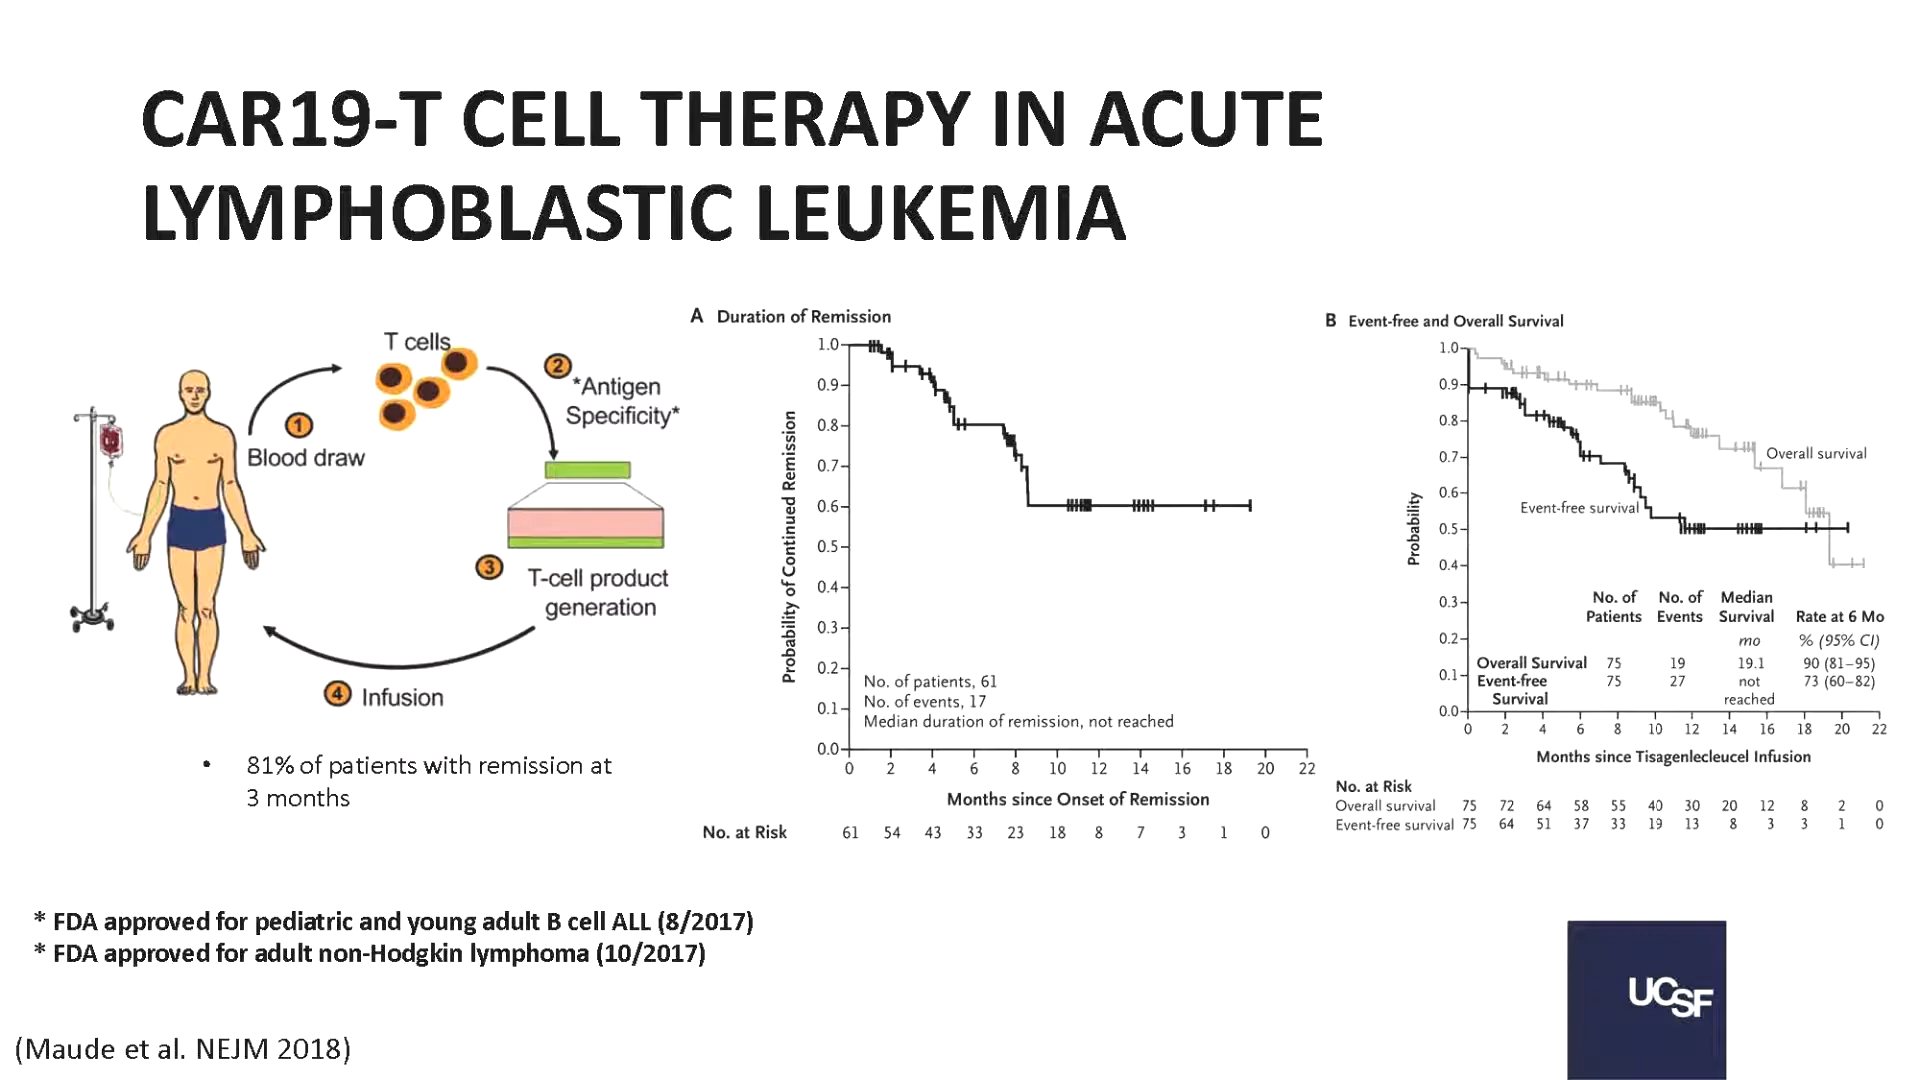 CAR19-T CELL THERAPY IN ACUTE
LYMPHOBLASTIC LEUKEMIA
T cells
1
Blood draw
2
*Antigen
Specificity*
3
T-cell product
generation
4 Infusion
• 81% of patients with remission at
3 months
A Duration of Remission
Probability of Continued Remission
1.0
0.9
0.8
0.7
0.6
0.5
0.4
0.3
0.2
0.1
0.0
No. of patients, 61
No. of events, 17
Median duration of remission, not reached
0 2 4 6 8 10 12 14 16 18 20 22
Months since Onset of Remission
No. at Risk 61 54 43 33 23 18 8 7 3 1 0
B Event-free and Overall Survival
Probability
1.0
0.9
0.8
0.7
0.6
0.5
0.4
0.3
0.2
0.1
0.0
Overall survival
Event-free survival
No. of No. of Median
Patients Events Survival Rate at 6 Mo
mo % (95% CI)
Overall Survival 75 19 19.1 90 (81–95)
Event-free 75 27 not 73 (60–82)
Survival reached
0 2 4 6 8 10 12 14 16 18 20 22
Months since Tisagenlecleucel Infusion
No. at Risk
Overall survival 75 72 64 58 55 40 30 20 12 8 2 0
Event-free survival 75 64 51 37 33 19 13 8 3 3 1 0
* FDA approved for pediatric and young adult B cell ALL (8/2017)
* FDA approved for adult non-Hodgkin lymphoma (10/2017)
UCSF
(Maude et al. NEJM 2018)